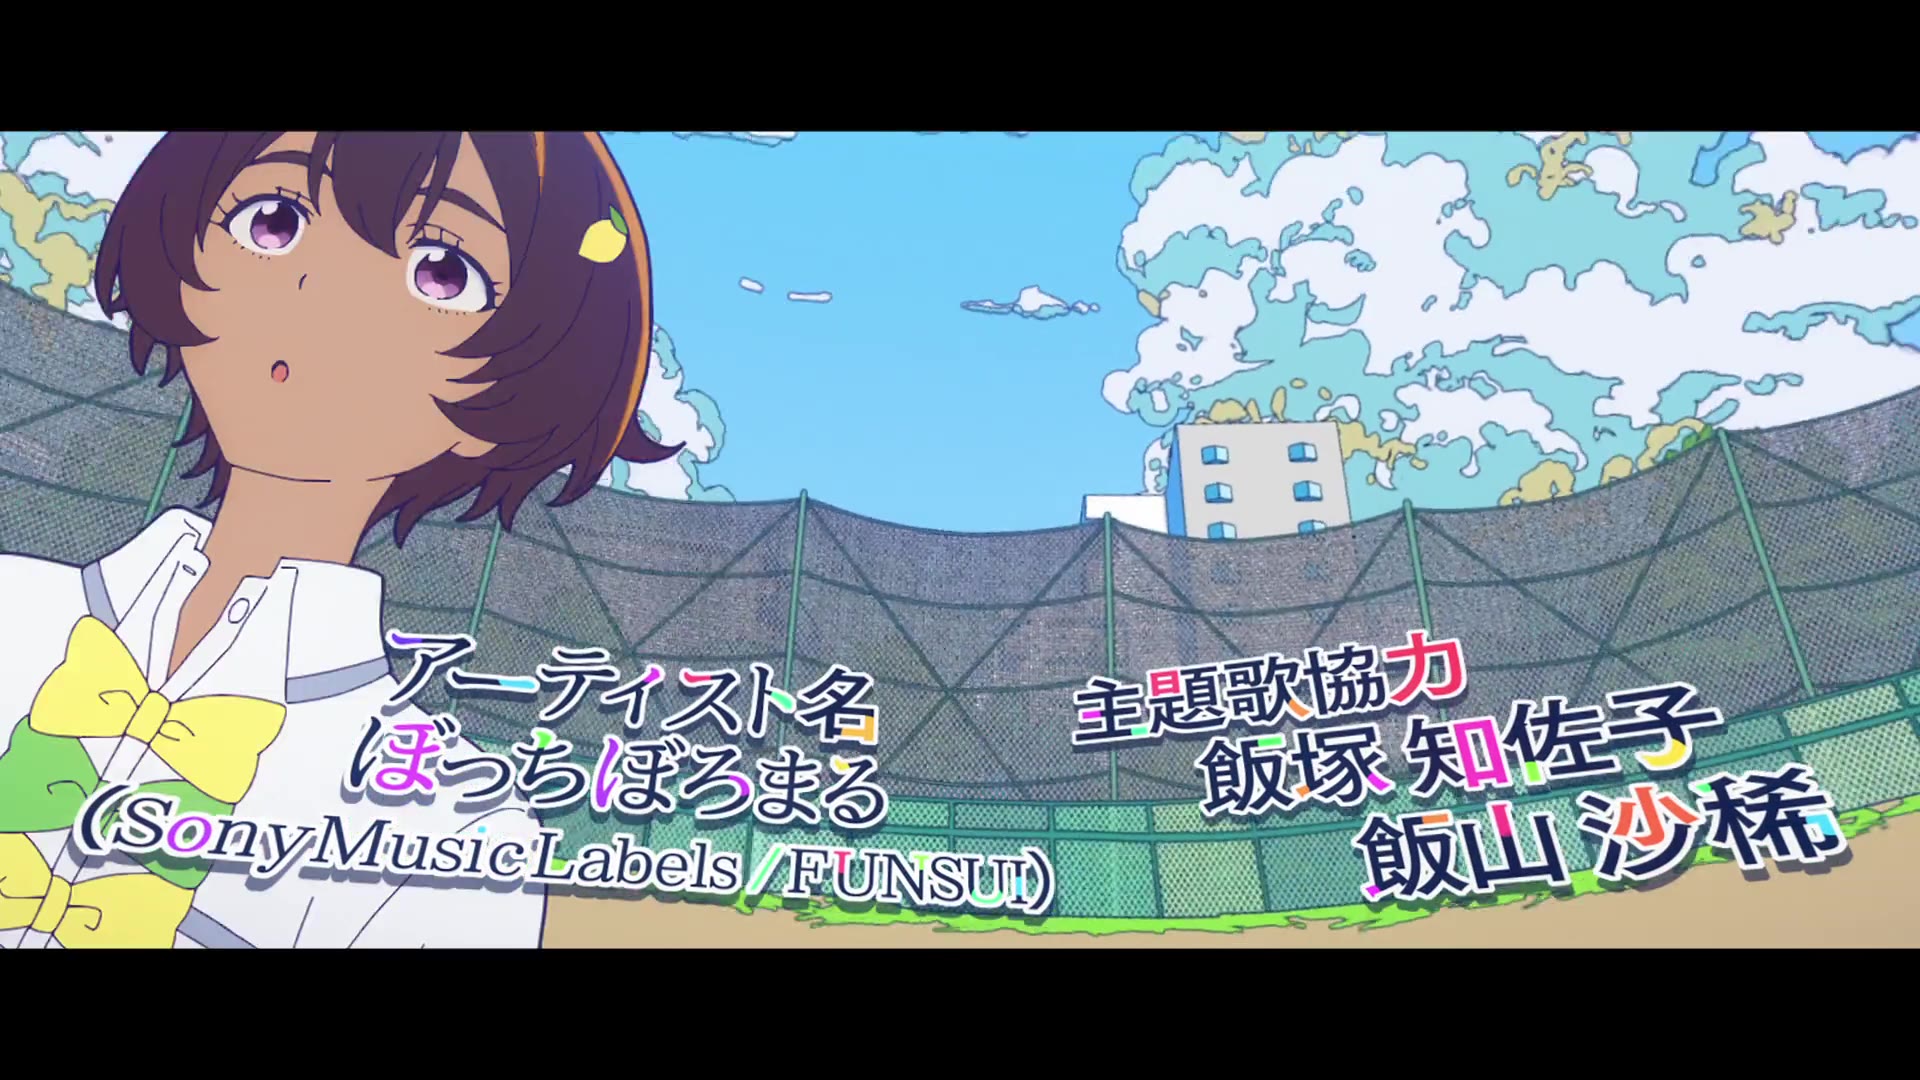 アーティスト名
ぼっちぼろまる
(SonyMusicLabels/FUNSUI)
主題歌協力
飯塚 知佐子
飯山 沙稀